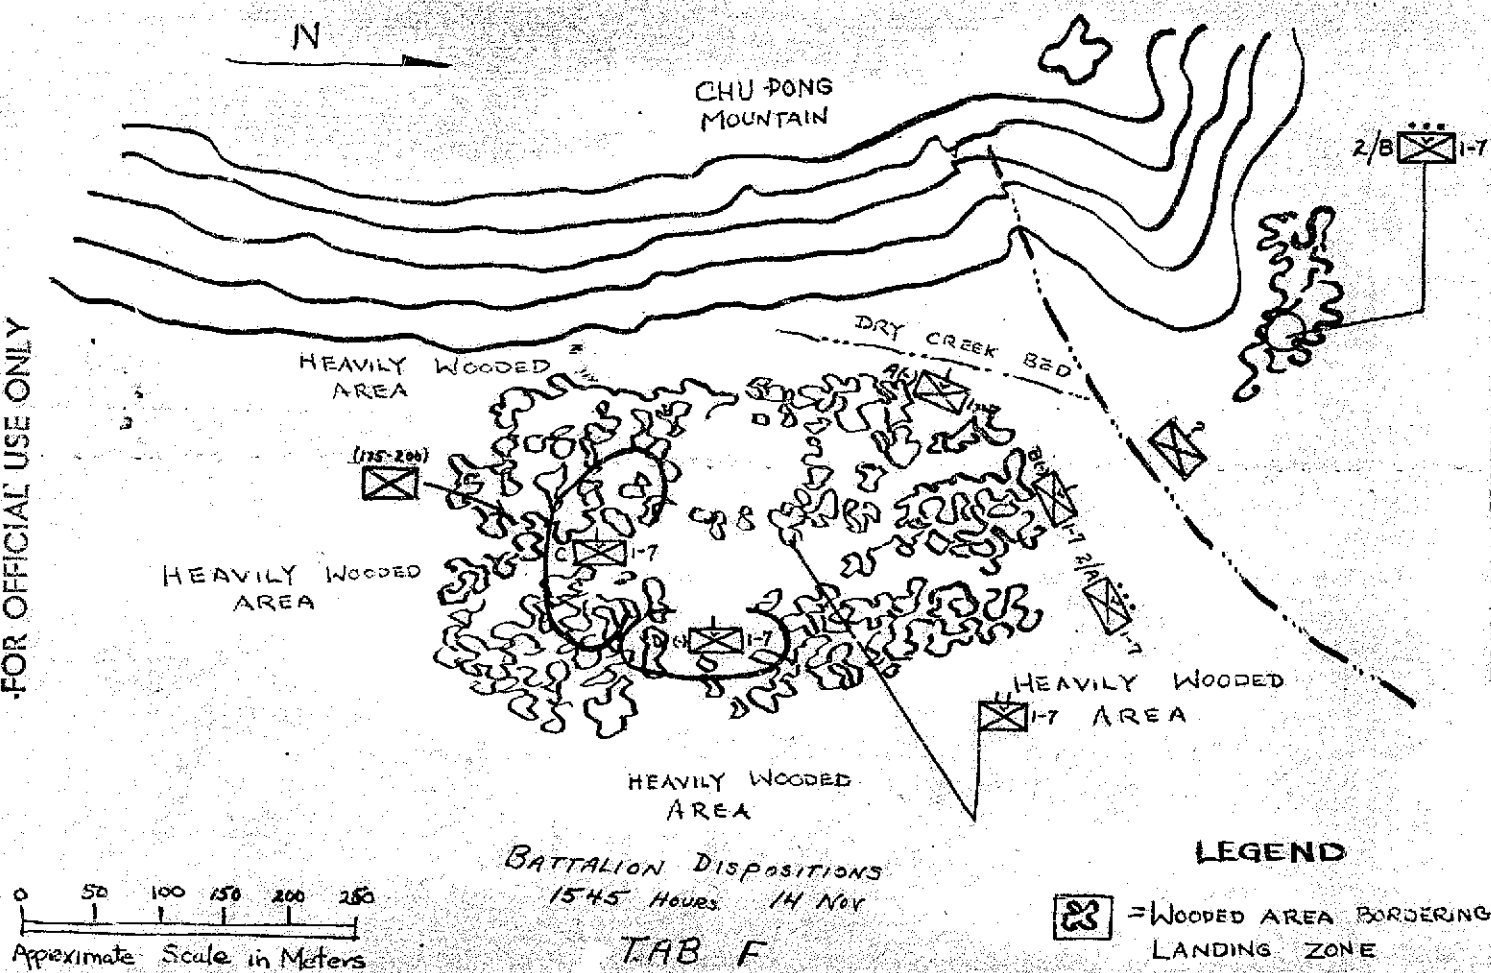 N
CHU PONG
MOUNTAIN
2/B 1-7
DRY CREEK BED
HEAVILY WOODED
AREA
A(-)
(175-200)
B(-)
1-7
C 1-7
HEAVILY WOODED
AREA
2/A
1-7
D(-) 1-7
HEAVILY WOODED
AREA
1-7
HEAVILY WOODED
AREA
FOR OFFICIAL USE ONLY
BATTALION DISPOSITIONS
1545 Hours 14 Nov
TAB F
0 50 100 150 200 250
Approximate Scale in Meters
LEGEND
= WOODED AREA BORDERING
LANDING ZONE